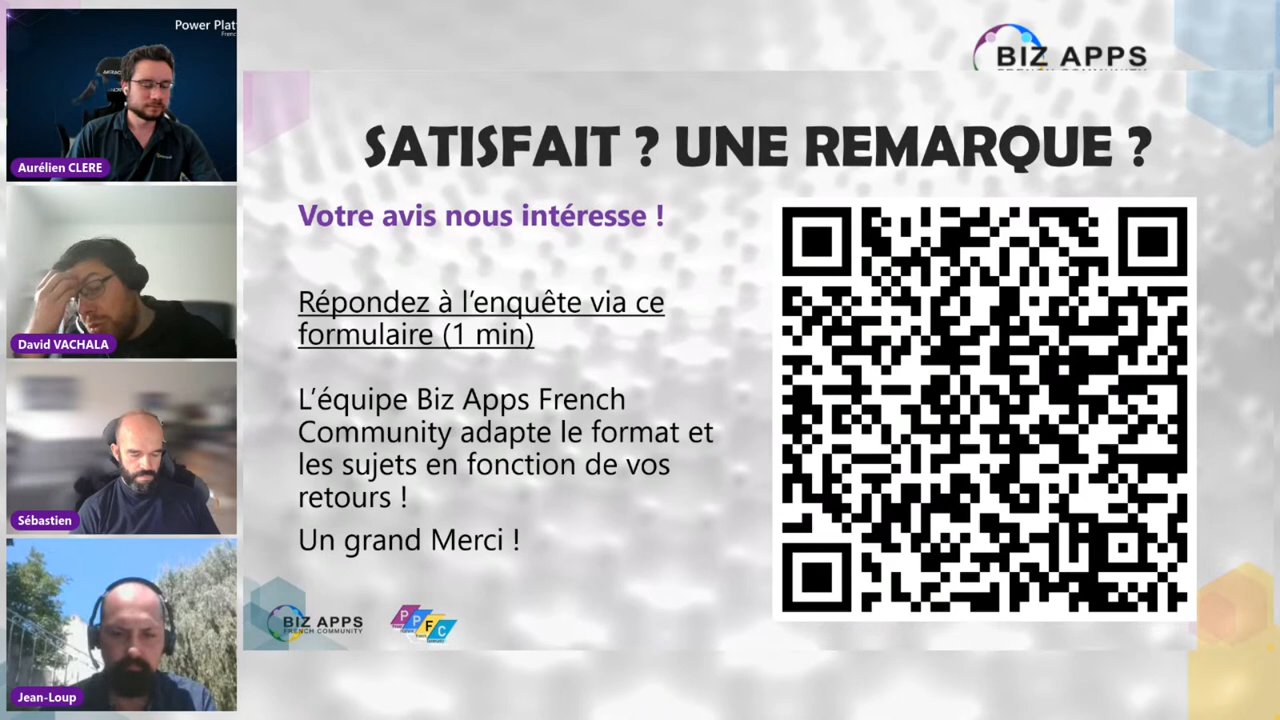 Power Plat
BIZ APPS
SATISFAIT ? UNE REMARQUE ?
Votre avis nous intéresse !
Répondez à l’enquête via ce
formulaire (1 min)
L’équipe Biz Apps French
Community adapte le format et
les sujets en fonction de vos
retours !
Un grand Merci !
BIZ APPS
FRENCH COMMUNITY
P P F C
Aurélien CLERE
David VACHALA
Sébastien
Jean-Loup